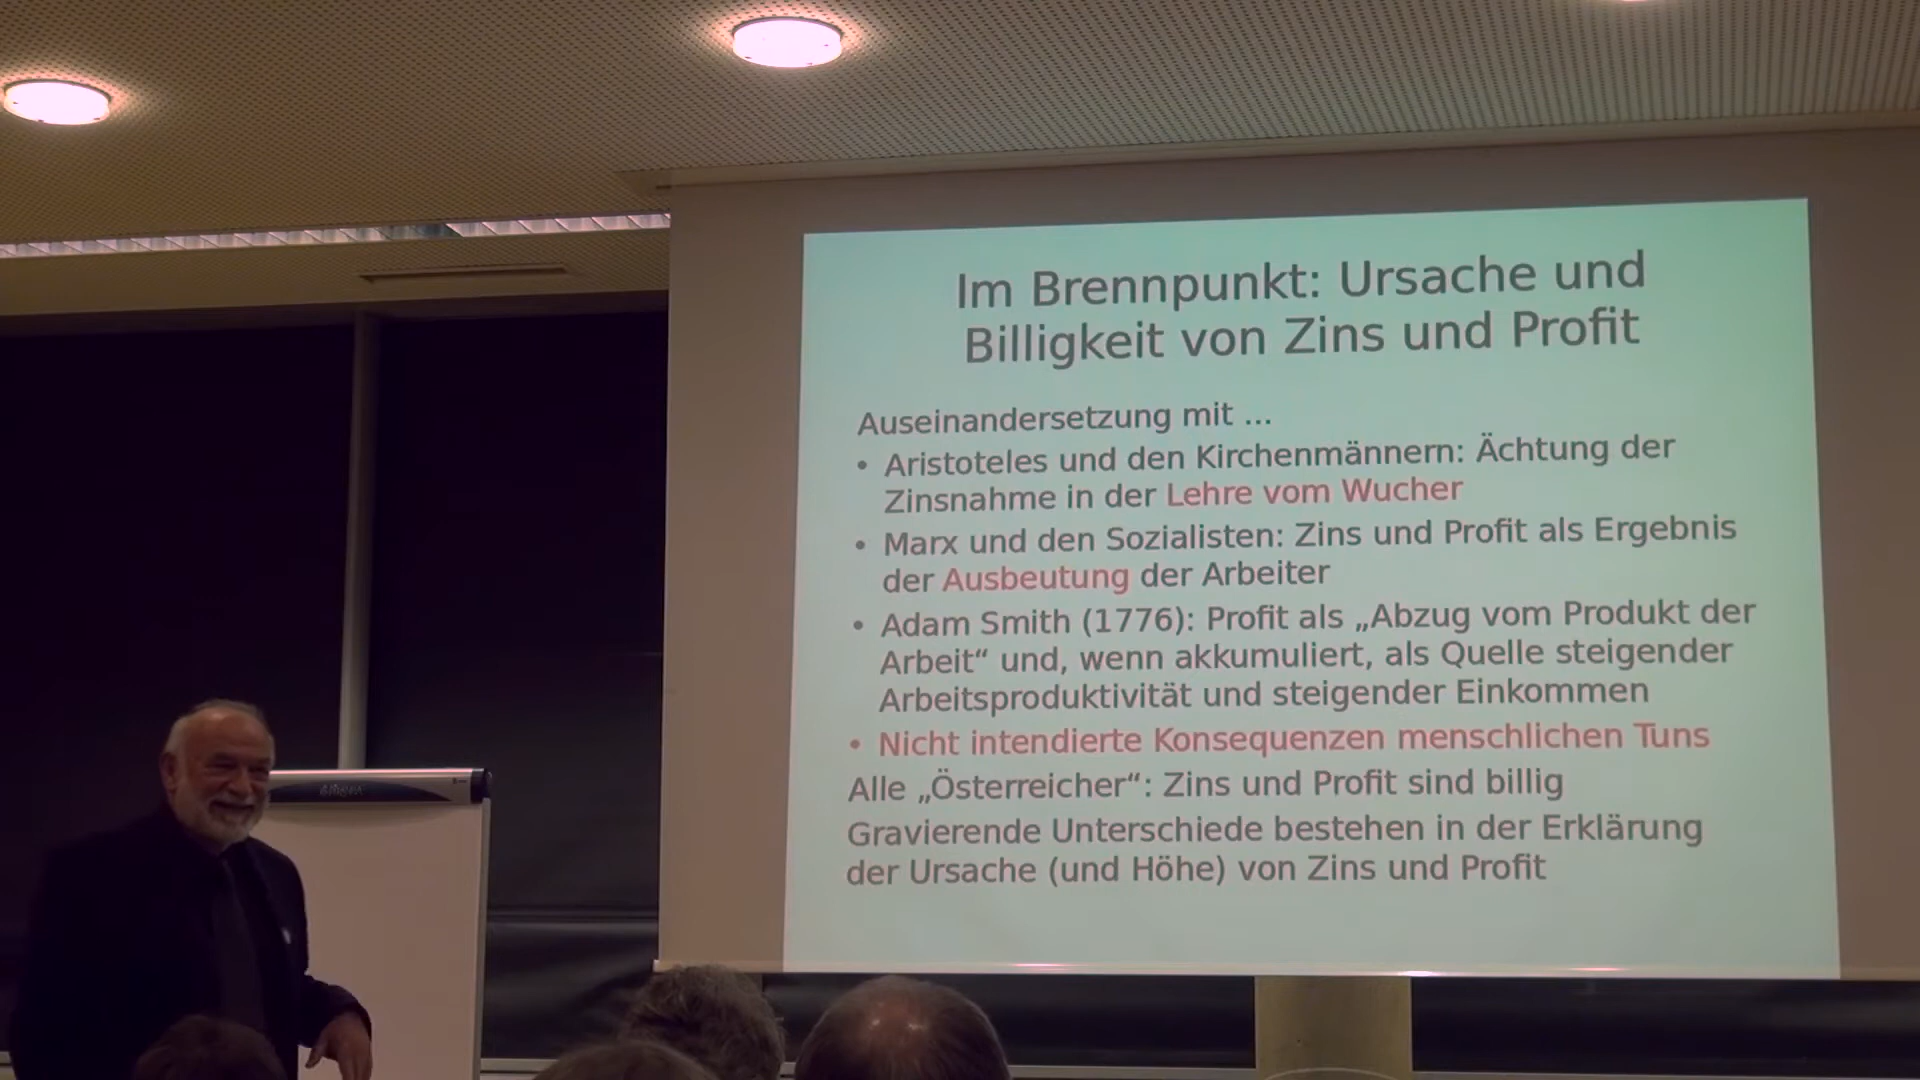 Im Brennpunkt: Ursache und
Billigkeit von Zins und Profit
Auseinandersetzung mit ...
• Aristoteles und den Kirchenmännern: Ächtung der
Zinsnahme in der Lehre vom Wucher
• Marx und den Sozialisten: Zins und Profit als Ergebnis
der Ausbeutung der Arbeiter
• Adam Smith (1776): Profit als „Abzug vom Produkt der
Arbeit“ und, wenn akkumuliert, als Quelle steigender
Arbeitsproduktivität und steigender Einkommen
• Nicht intendierte Konsequenzen menschlichen Tuns
Alle „Österreicher“: Zins und Profit sind billig
Gravierende Unterschiede bestehen in der Erklärung
der Ursache (und Höhe) von Zins und Profit